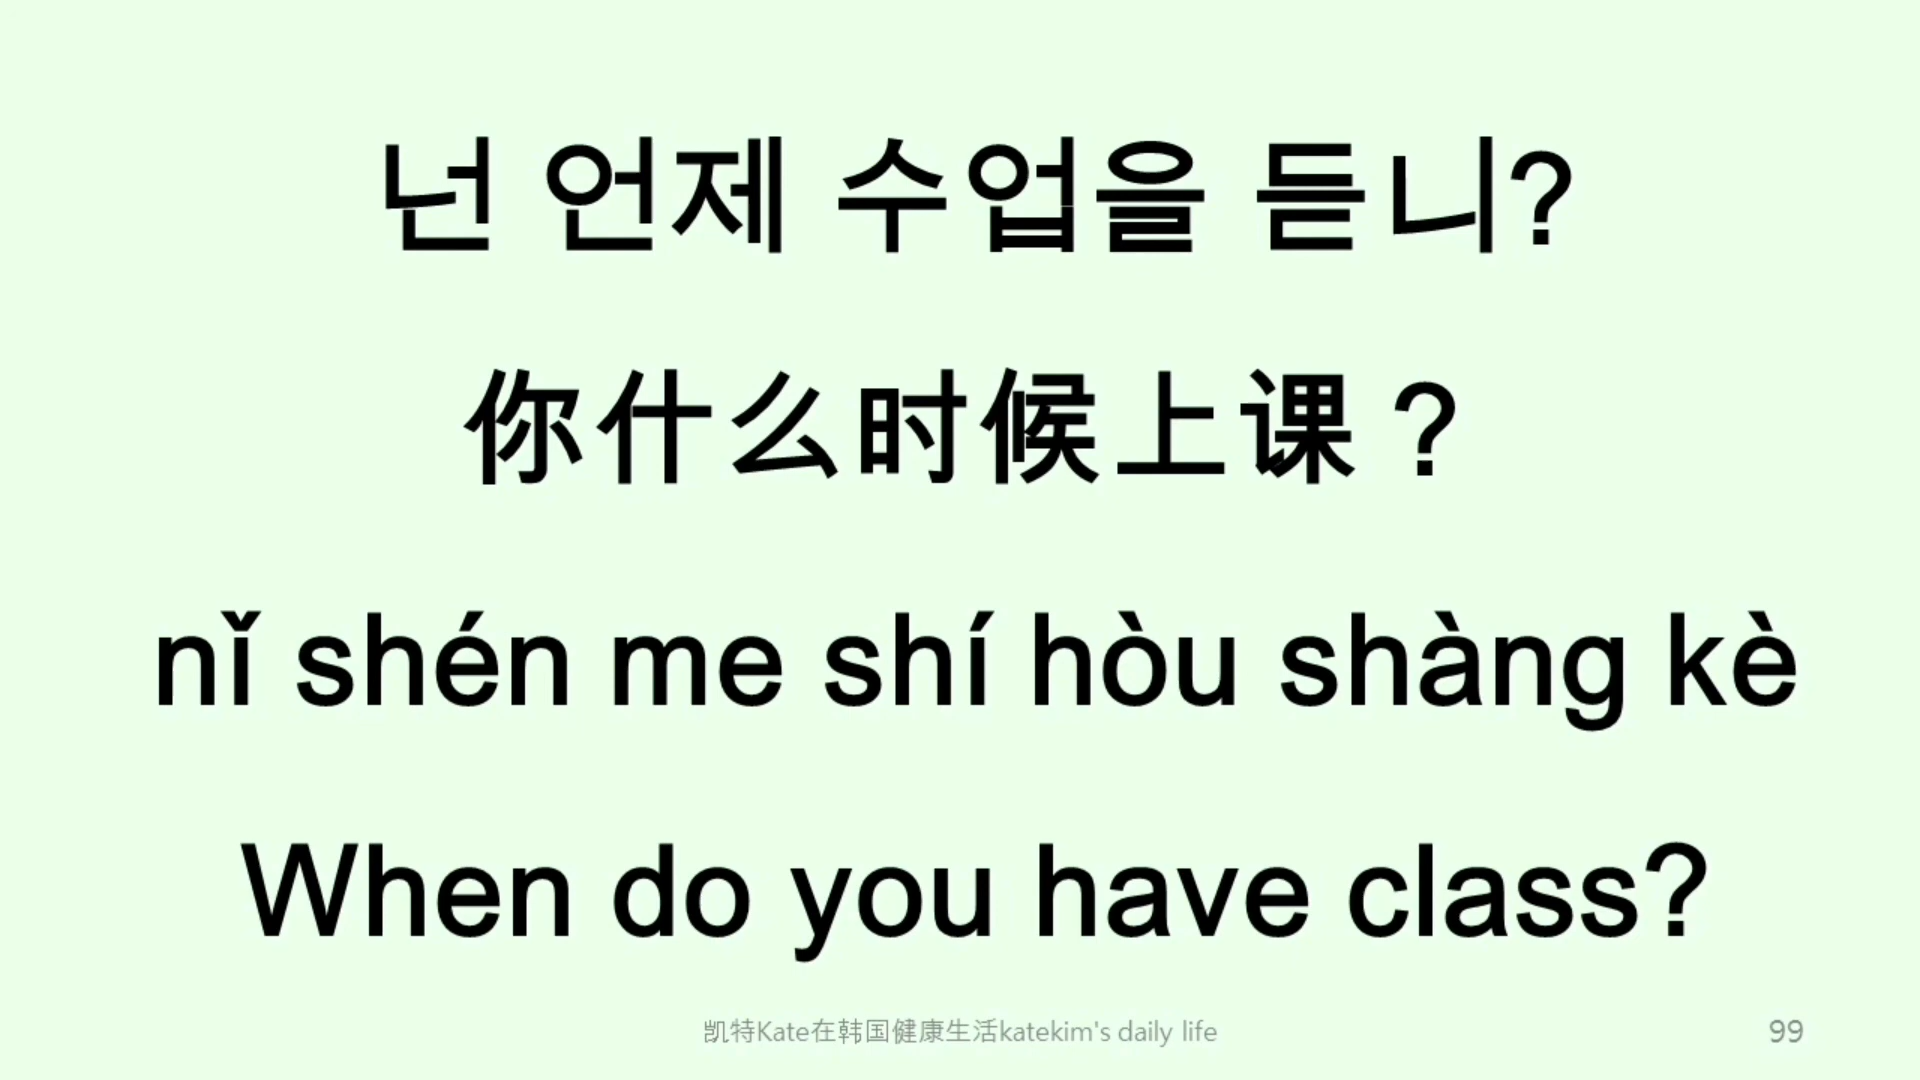 넌 언제 수업을 듣니?
你什么时候上课？
nǐ shén me shí hòu shàng kè
When do you have class?
凯特Kate在韩国健康生活katekim's daily life
99